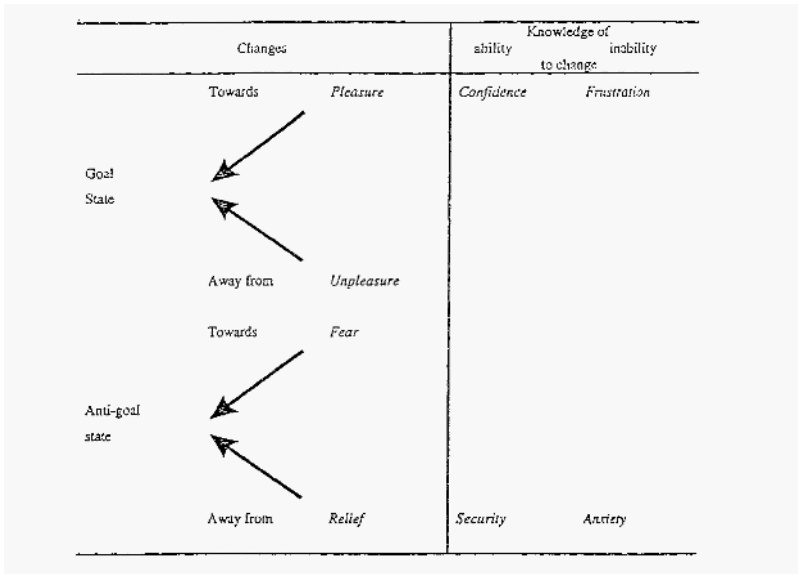 Changes
Knowledge of
ability inability
to change
Towards Pleasure Confidence Frustration
Goal
State
Away from Unpleasure
Towards Fear
Anti-goal
state
Away from Relief Security Anxiety